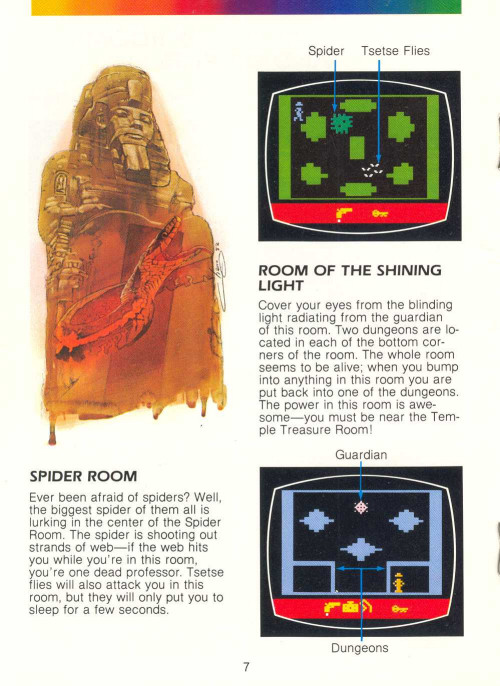 Spider Tsetse Flies
ROOM OF THE SHINING
LIGHT
Cover your eyes from the blinding
light radiating from the guardian
of this room. Two dungeons are lo-
cated in each of the bottom cor-
ners of the room. The whole room
seems to be alive; when you bump
into anything in this room you are
put back into one of the dungeons.
The power in this room is awe-
some—you must be near the Tem-
ple Treasure Room!
Guardian
Dungeons
SPIDER ROOM
Ever been afraid of spiders? Well,
the biggest spider of them all is
lurking in the center of the Spider
Room. The spider is shooting out
strands of web—if the web hits
you while you're in this room,
you're one dead professor. Tsetse
flies will also attack you in this
room, but they will only put you to
sleep for a few seconds.
7